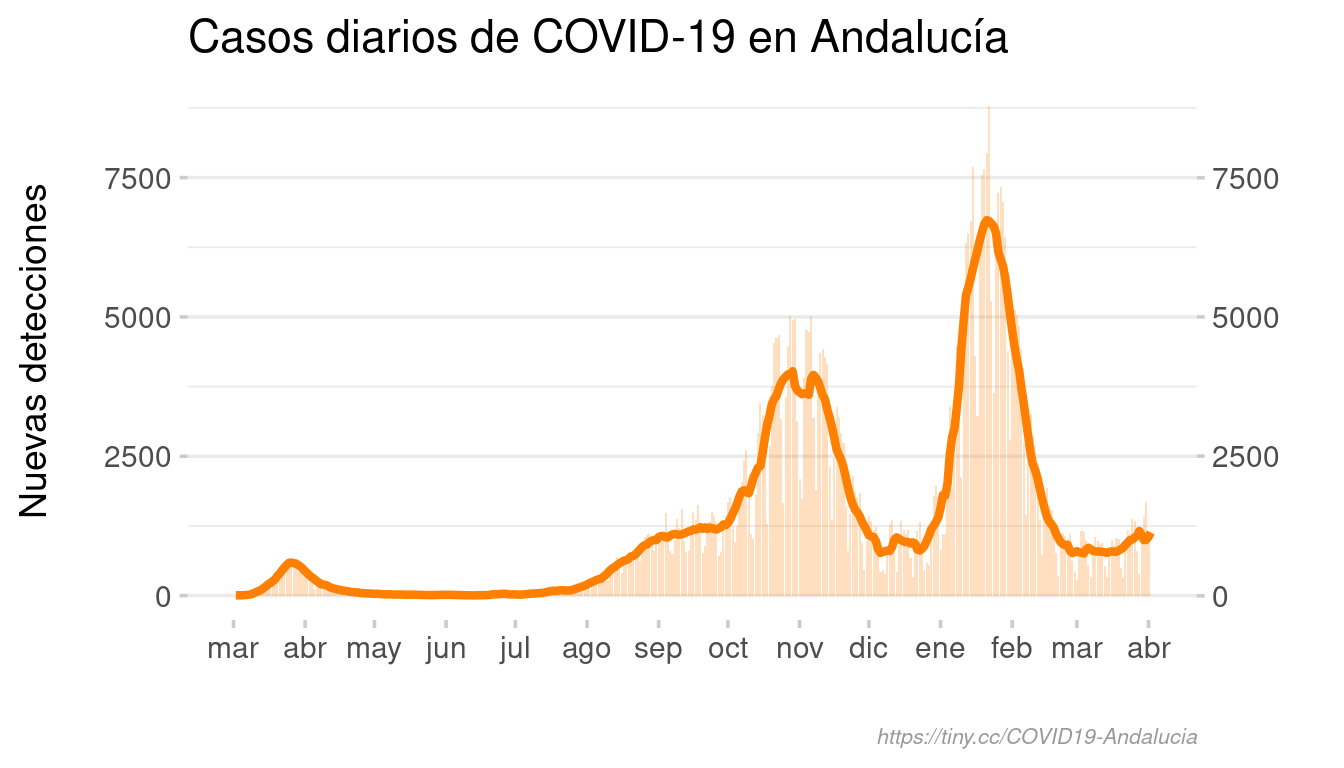 Casos diarios de COVID-19 en Andalucía
Nuevas detecciones
7500 7500
5000 5000
2500 2500
0 0
mar abr may jun jul ago sep oct nov dic ene feb mar abr
https://tiny.cc/COVID19-Andalucia